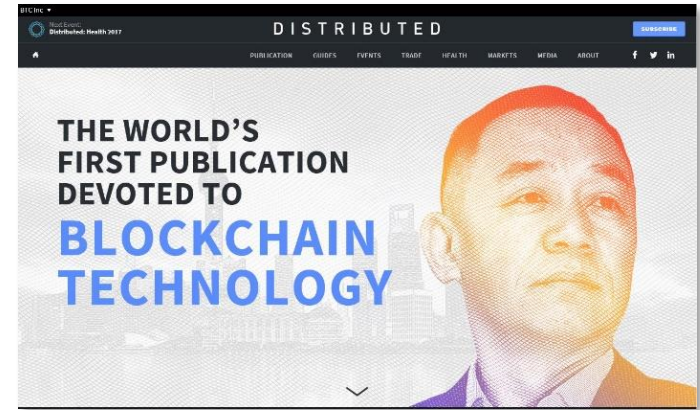 BTC Inc
Next Event:
Distributed: Health 2017
DISTRIBUTED
SUBSCRIBE
PUBLICATION GUIDES EVENTS TRADE HEALTH MARKETS MEDIA ABOUT
THE WORLD'S
FIRST PUBLICATION
DEVOTED TO
BLOCKCHAIN
TECHNOLOGY